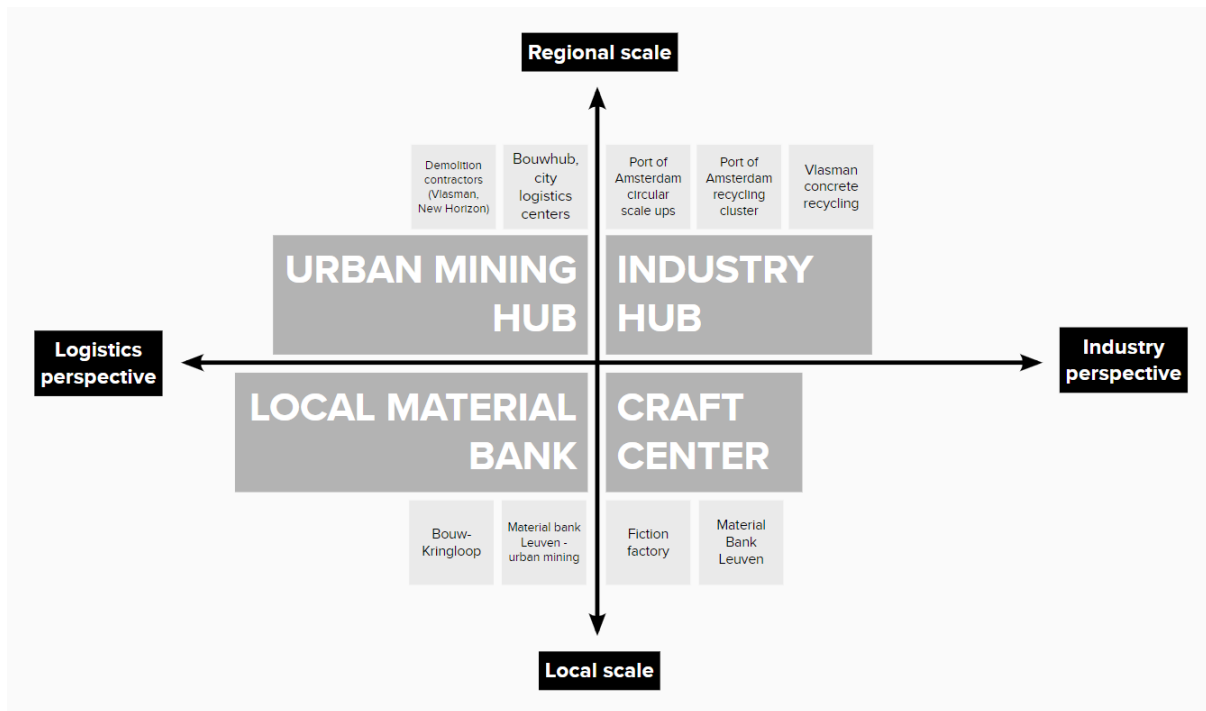 Regional scale
Demolition
contractors
(Vlasman,
New Horizon)
Bouwhub,
city
logistics
centers
Port of
Amsterdam
circular
scale ups
Port of
Amsterdam
recycling
cluster
Vlasman
concrete
recycling
URBAN MINING
HUB
INDUSTRY
HUB
Logistics
perspective
Industry
perspective
LOCAL MATERIAL
BANK
CRAFT
CENTER
Bouw-
Kringloop
Material bank
Leuven -
urban mining
Fiction
factory
Material
Bank
Leuven
Local scale